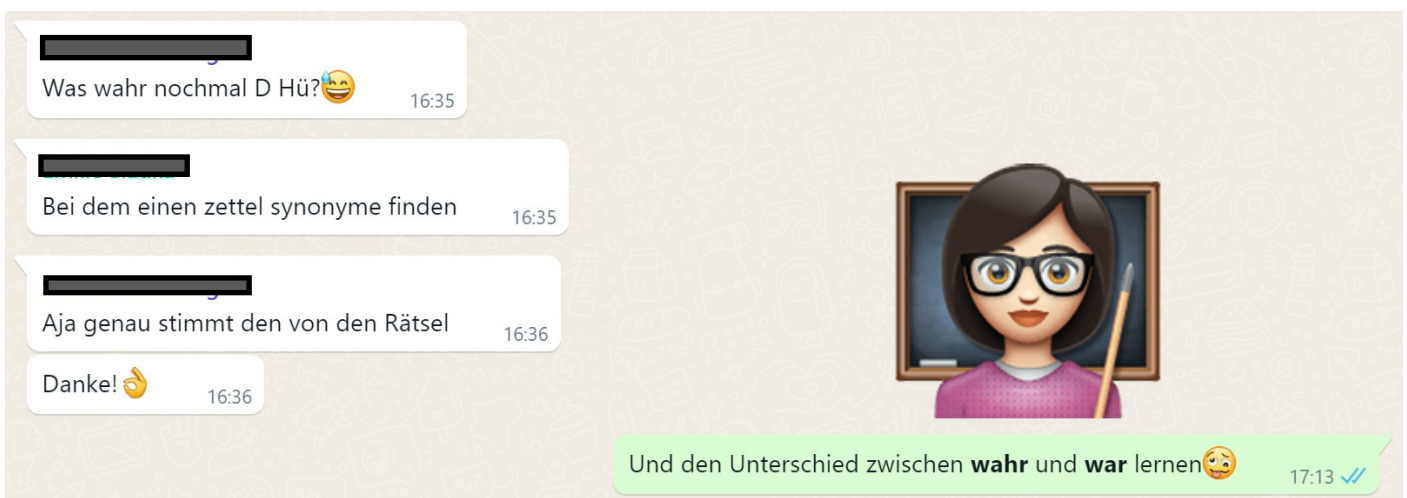 Was wahr nochmal D Hü?😅
16:35
Bei dem einen zettel synonyme finden
16:35
Aja genau stimmt den von den Rätsel
16:36
Danke!👌
16:36
Und den Unterschied zwischen wahr und war lernen🥴
17:13